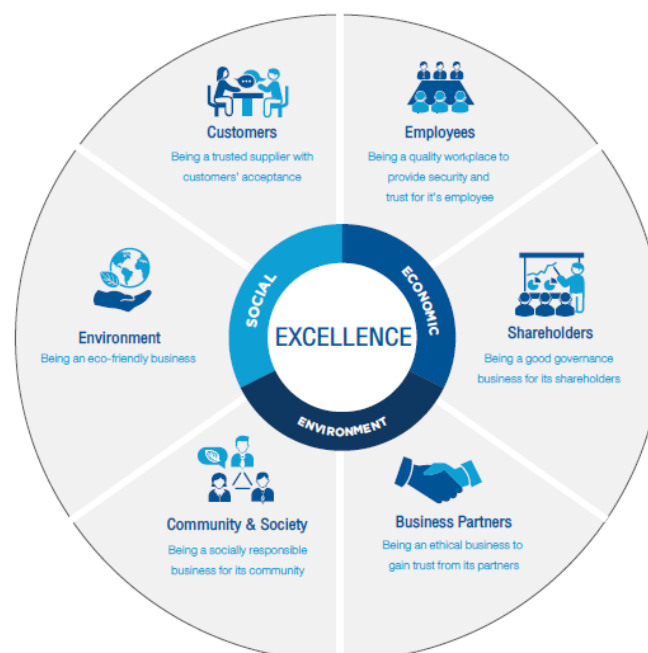 Customers
Being a trusted supplier with
customers' acceptance
Employees
Being a quality workplace to
provide security and
trust for it's employee
Environment
Being an eco-friendly business
SOCIAL
ECONOMIC
EXCELLENCE
ENVIRONMENT
Shareholders
Being a good governance
business for its shareholders
Community & Society
Being a socially responsible
business for its community
Business Partners
Being an ethical business to
gain trust from its partners